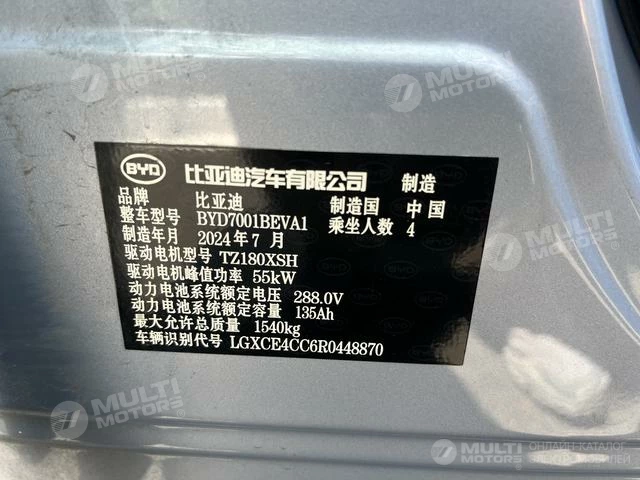 MULTI MOTORS
MULTI MOTORS
BYD 比亚迪汽车有限公司 制造
品牌 比亚迪 制造国 中国
整车型号 BYD7001BEVA1 乘坐人数 4
制造年月 2024年7月
驱动电机型号 TZ180XSH
驱动电机峰值功率 55kW
动力电池系统额定电压 288.0V
动力电池系统额定容量 135Ah
最大允许总质量 1540kg
车辆识别代号 LGXCE4CC6R0448870
MULTI MOTORS
MULTI MOTORS
ОНЛАЙН-КАТАЛОГ
ЭЛЕКТРОМОБИЛЕЙ